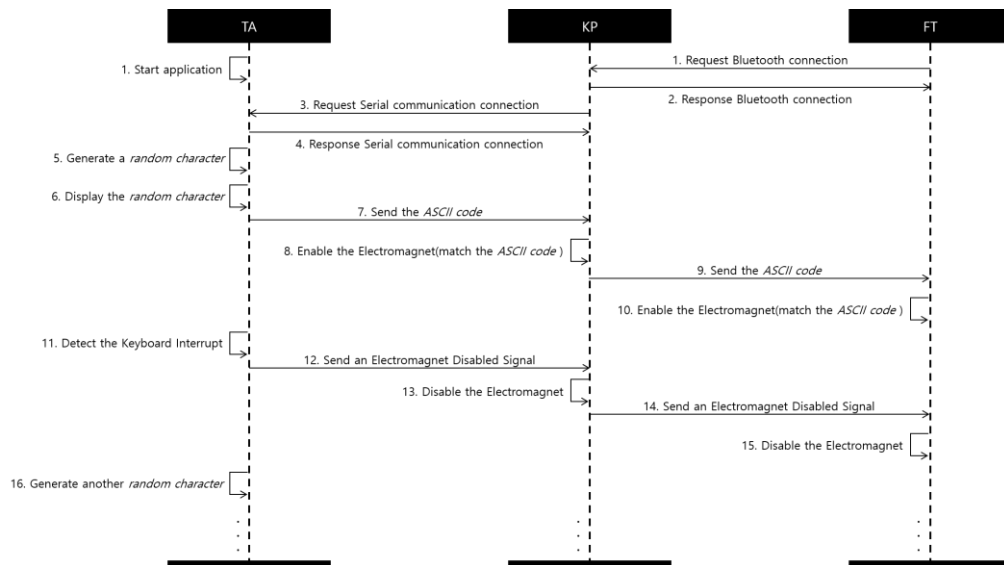 TA KP FT
1. Start application
1. Request Bluetooth connection
2. Response Bluetooth connection
3. Request Serial communication connection
4. Response Serial communication connection
5. Generate a random character
6. Display the random character
7. Send the ASCII code
8. Enable the Electromagnet(match the ASCII code )
9. Send the ASCII code
10. Enable the Electromagnet(match the ASCII code )
11. Detect the Keyboard Interrupt
12. Send an Electromagnet Disabled Signal
13. Disable the Electromagnet
14. Send an Electromagnet Disabled Signal
15. Disable the Electromagnet
16. Generate another random character